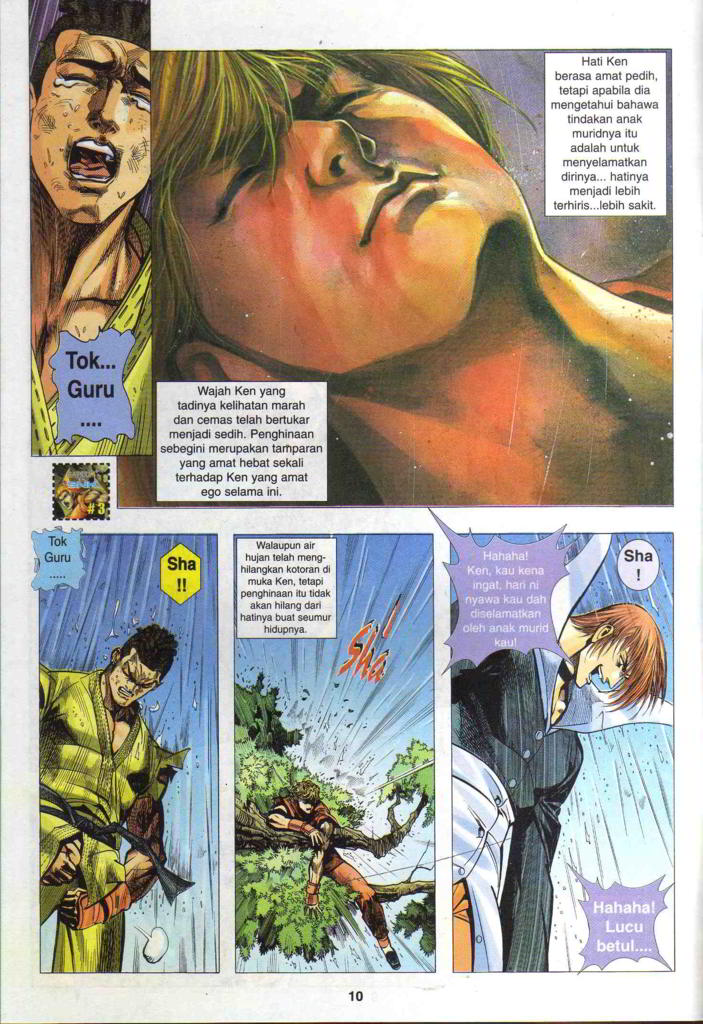 Hati Ken
berasa amat pedih,
tetapi apabila dia
mengetahui bahawa
tindakan anak
muridnya itu
adalah untuk
menyelamatkan
dirinya... hatinya
menjadi lebih
terhiris...lebih sakit.
Tok...
Guru
....
Wajah Ken yang
tadinya kelihatan marah
dan cemas telah bertukar
menjadi sedih. Penghinaan
sebegini merupakan tamparan
yang amat hebat sekali
terhadap Ken yang amat
ego selama ini.
# 3
Tok
Guru
.....
Sha
!!
Walaupun air
hujan telah meng-
hilangkan kotoran di
muka Ken, tetapi
penghinaan itu tidak
akan hilang dari
hatinya buat seumur
hidupnya.
Sha!
Hahaha!
Ken, kau kena
ingat, hari ni
nyawa kau dah
diselamatkan
oleh anak murid
kau!
Sha
!
Hahaha!
Lucu
betul....
10